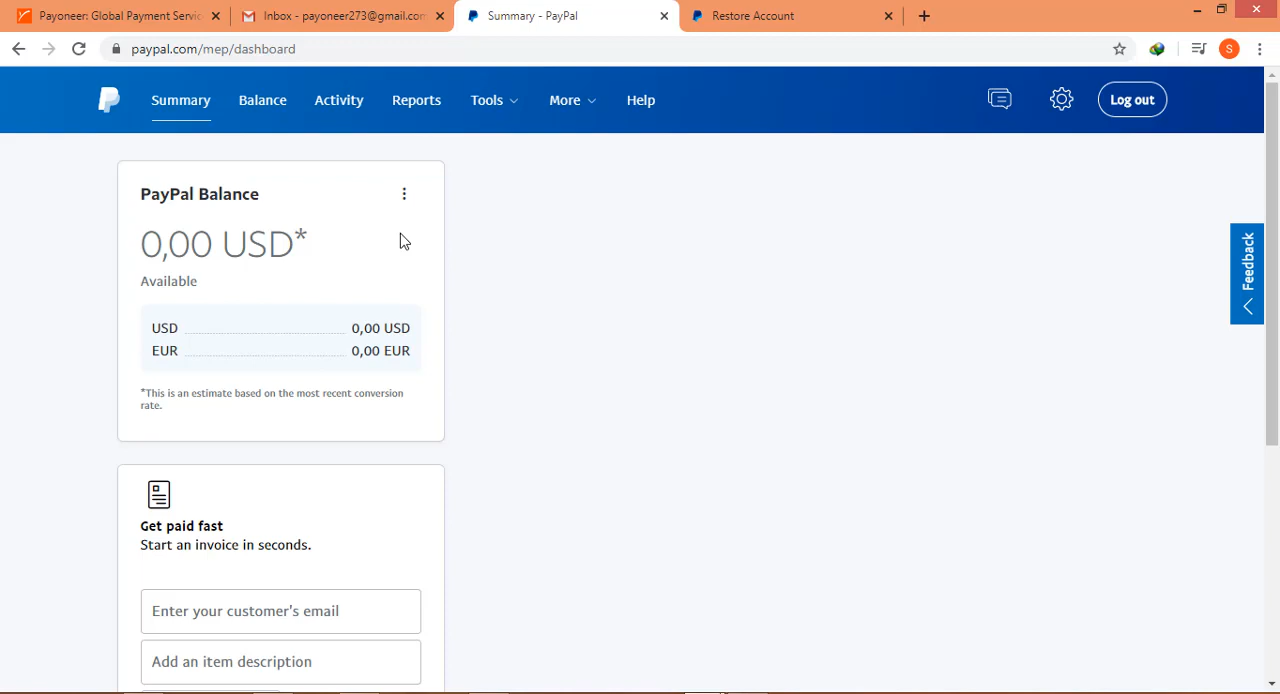 Payoneer: Global Payment Servic
Inbox - payoneer273@gmail.com
Summary - PayPal
Restore Account
paypal.com/mep/dashboard
S
Summary
Balance
Activity
Reports
Tools
More
Help
Log out
PayPal Balance
0,00 USD*
Available
USD 0,00 USD
EUR 0,00 EUR
*This is an estimate based on the most recent conversion
rate.
Feedback
Get paid fast
Start an invoice in seconds.
Enter your customer's email
Add an item description